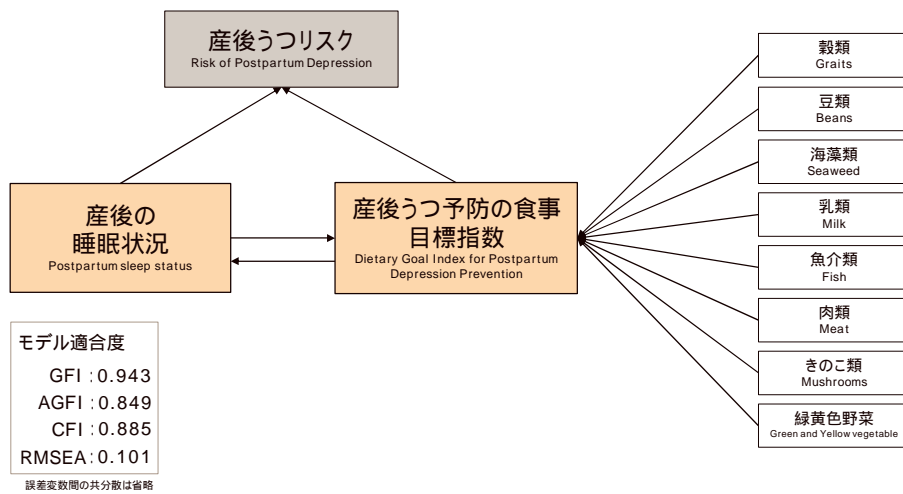 産後うつリスク
Risk of Postpartum Depression
産後の
睡眠状況
Postpartum sleep status
産後うつ予防の食事
目標指数
Dietary Goal Index for Postpartum
Depression Prevention
穀類
Graits
豆類
Beans
海藻類
Seaweed
乳類
Milk
魚介類
Fish
肉類
Meat
きのこ類
Mushrooms
緑黄色野菜
Green and Yellow vegetable
モデル適合度
GFI:0.943
AGFI:0.849
CFI:0.885
RMSEA:0.101
誤差変数間の共分散は省略